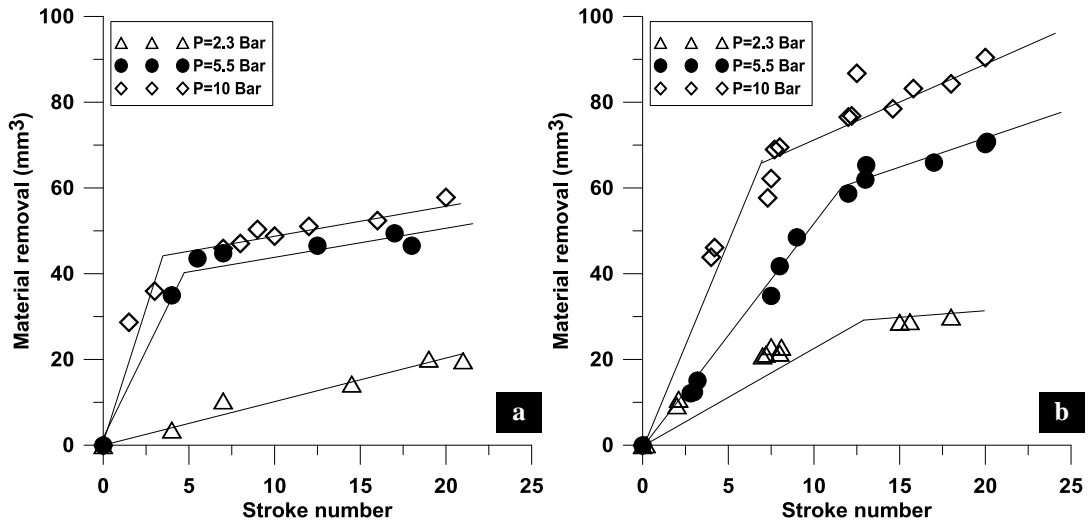 100
80
60
40
20
0
Material removal (mm³)
P=2.3 Bar
P=5.5 Bar
P=10 Bar
a
0 5 10 15 20 25
Stroke number
100
80
60
40
20
0
Material removal (mm³)
P=2.3 Bar
P=5.5 Bar
P=10 Bar
b
0 5 10 15 20 25
Stroke number